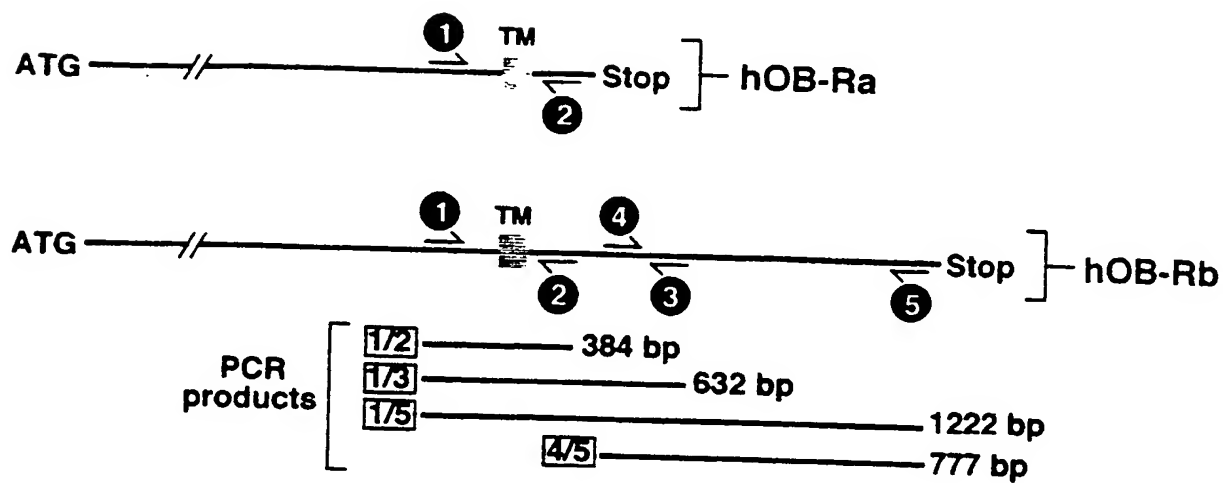 1 TM
ATG Stop hOB-Ra
2
1 TM 4
ATG Stop hOB-Rb
2 3 5
PCR products
1/2 384 bp
1/3 632 bp
1/5 1222 bp
4/5 777 bp